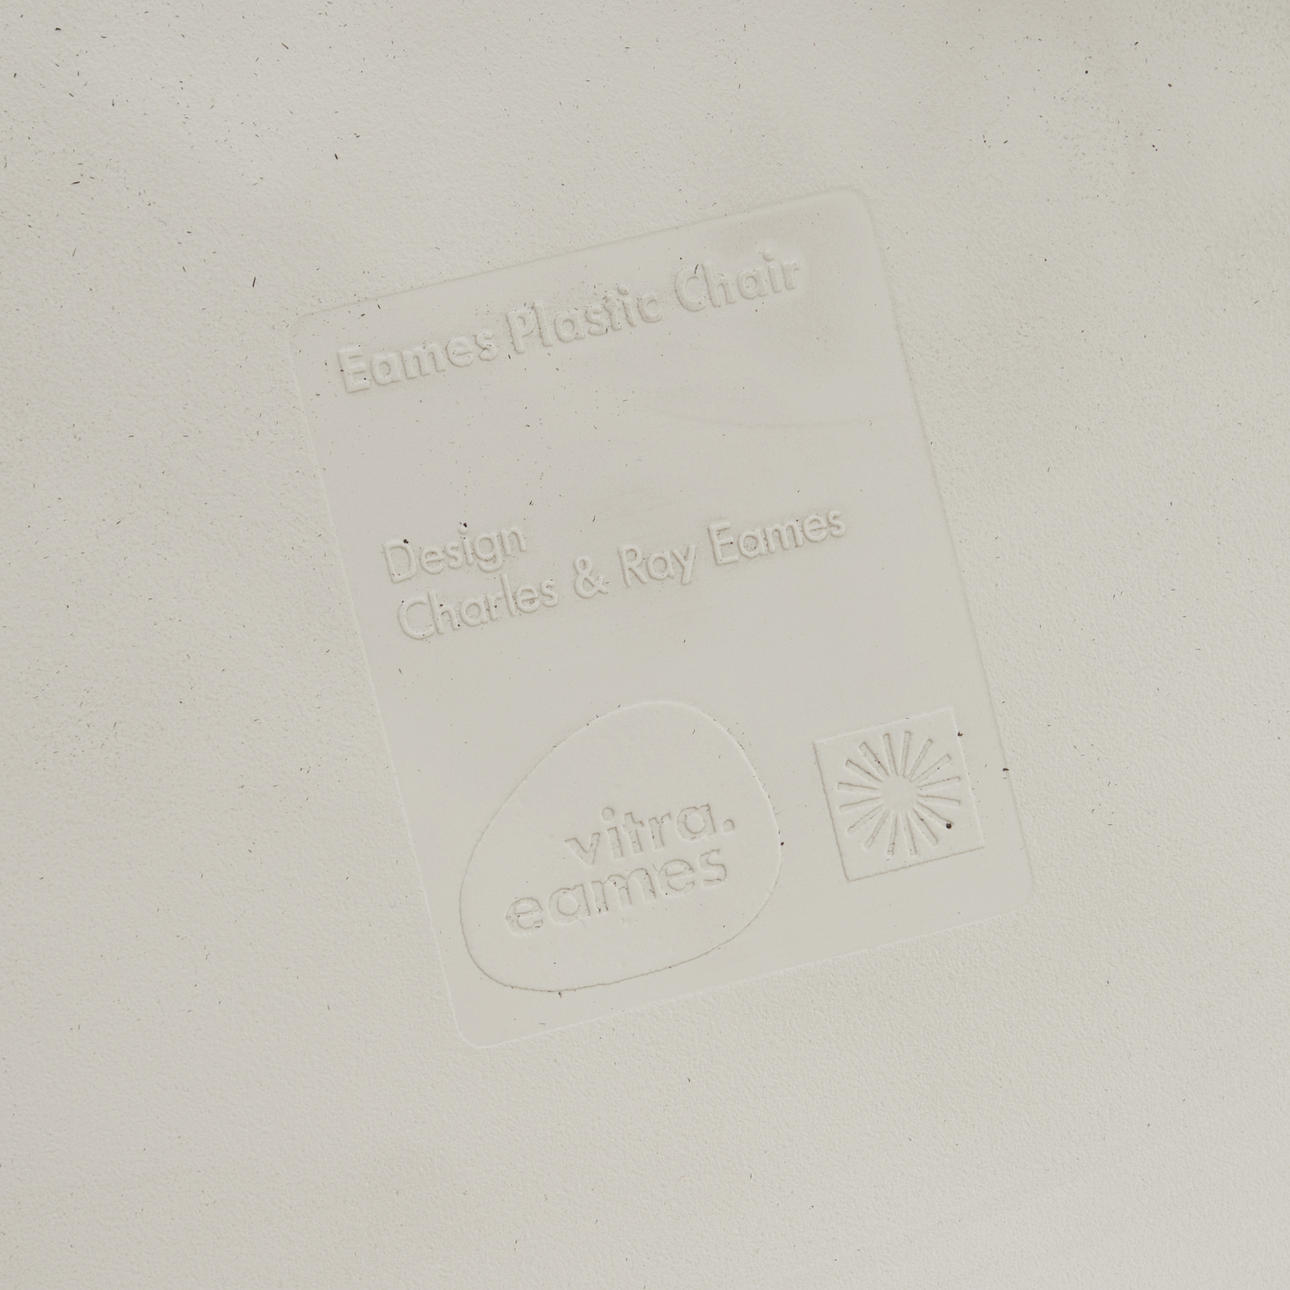 Eames Plastic Chair
Design
Charles & Ray Eames
vitra.
eames